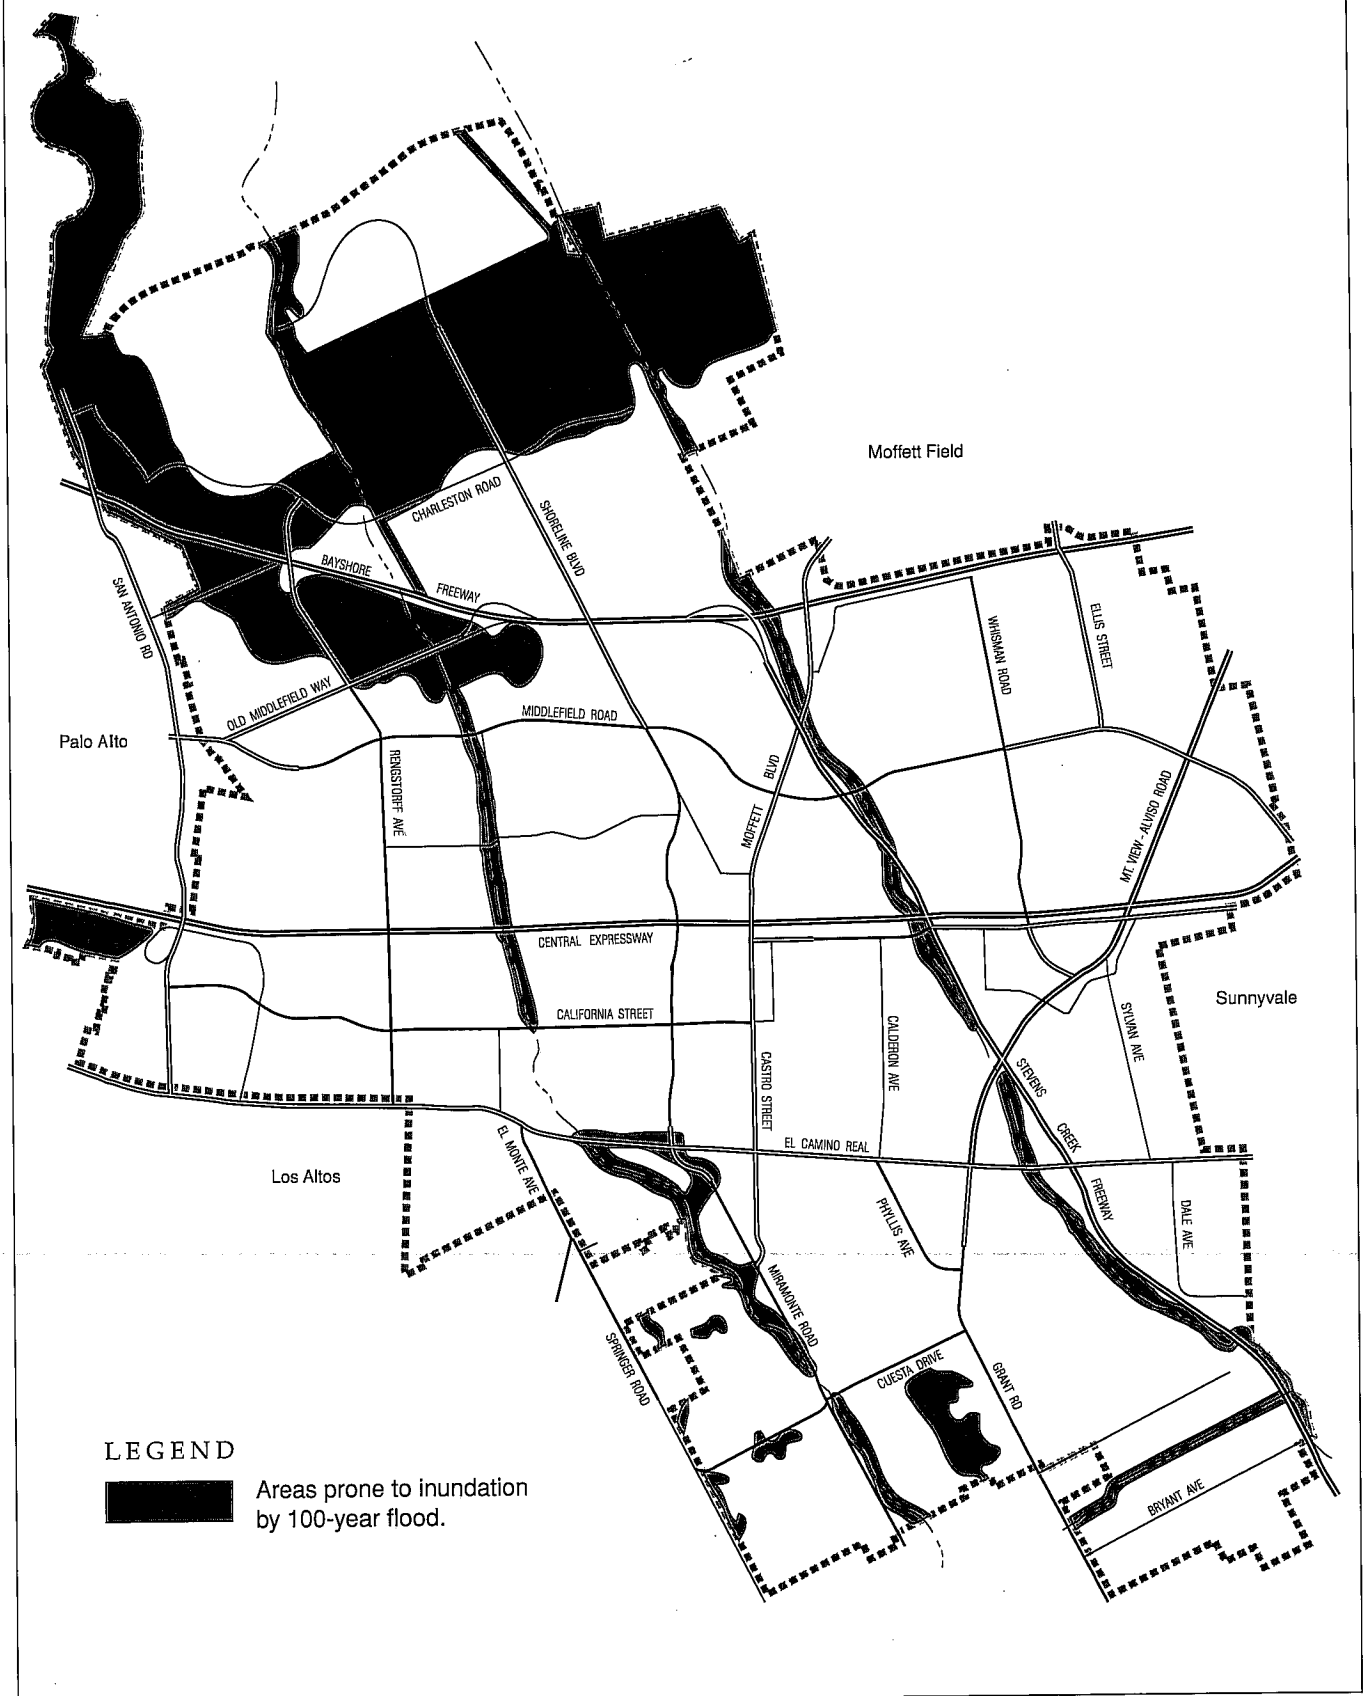 Moffett Field
CHARLESTON ROAD
SHORELINE BLVD
BAYSHORE
FREEWAY
SAN ANTONIO RD
WHISMAN ROAD
ELLIS STREET
OLD MIDDLEFIELD WAY
MIDDLEFIELD ROAD
Palo Alto
RENGSTORFF AVE
MOFFETT
BLVD
MT. VIEW - ALVISO ROAD
CENTRAL EXPRESSWAY
Sunnyvale
CALIFORNIA STREET
CALDERON AVE
SYLVAN AVE
CASTRO STREET
STEVENS
CREEK
FREEWAY
EL CAMINO REAL
EL MONTE AVE
Los Altos
PHYLLIS AVE
DALE AVE
MIRAMONTE ROAD
SPRINGER ROAD
CUESTA DRIVE
GRANT RD
BRYANT AVE
LEGEND
Areas prone to inundation
by 100-year flood.